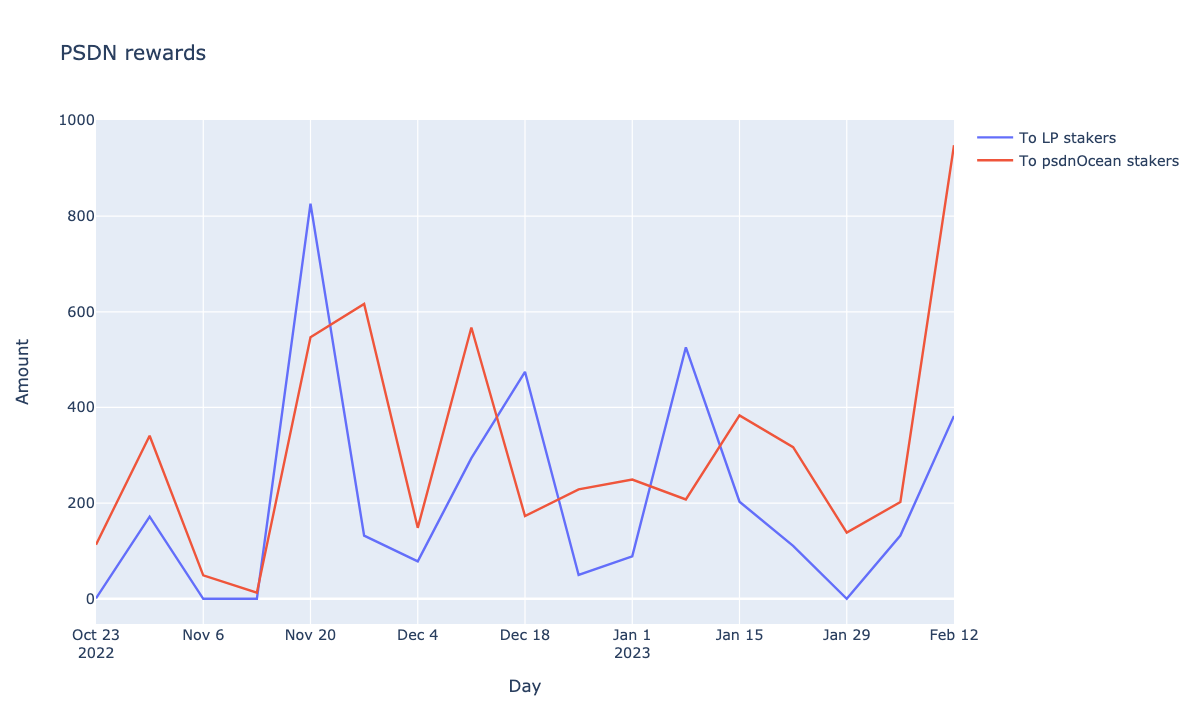 PSDN rewards
1000
800
600
400
200
0
Amount
Oct 23
2022
Nov 6
Nov 20
Dec 4
Dec 18
Jan 1
2023
Jan 15
Jan 29
Feb 12
Day
To LP stakers
To psdnOcean stakers